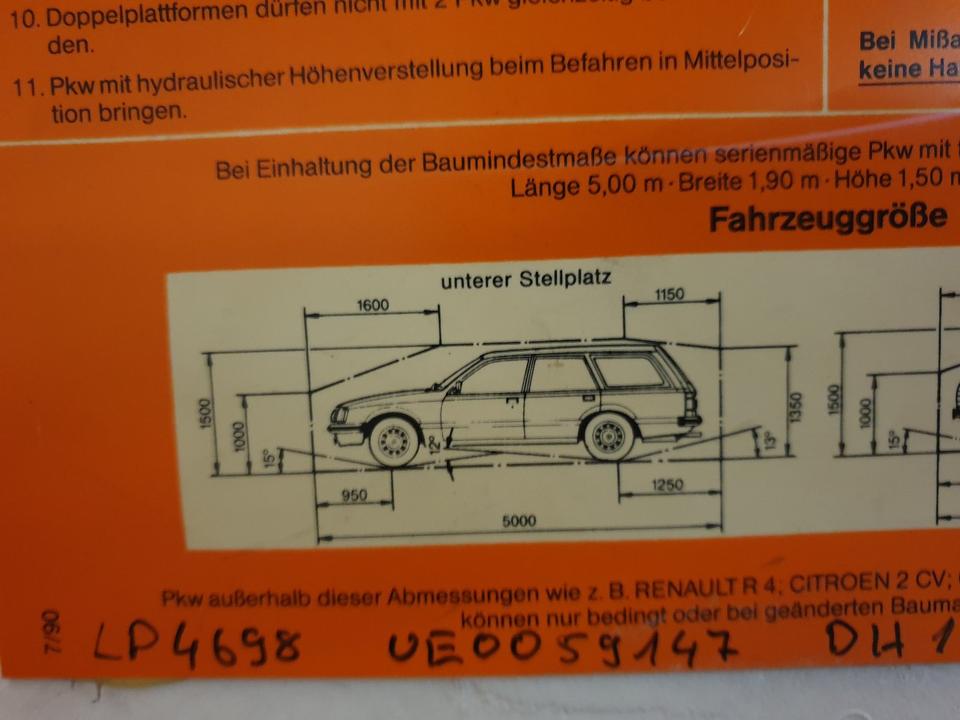 10. Doppelplattformen dürfen nicht mit 2 Pkw
den.
11. Pkw mit hydraulischer Höhenverstellung beim Befahren in Mittelposi-
tion bringen.
Bei Mißa
keine Ha
Bei Einhaltung der Baumindestmaße können serienmäßige Pkw mit
Länge 5,00 m · Breite 1,90 m · Höhe 1,50 m
Fahrzeuggröße
unterer Stellplatz
1600
1150
1500
1000
15°
12°
13°
1350
950
1250
5000
1500
1000
15°
Pkw außerhalb dieser Abmessungen wie z. B. RENAULT R 4; CITROEN 2 CV;
können nur bedingt oder bei geänderten Bauma
7/90
LP4698 UE0059147 DH 1